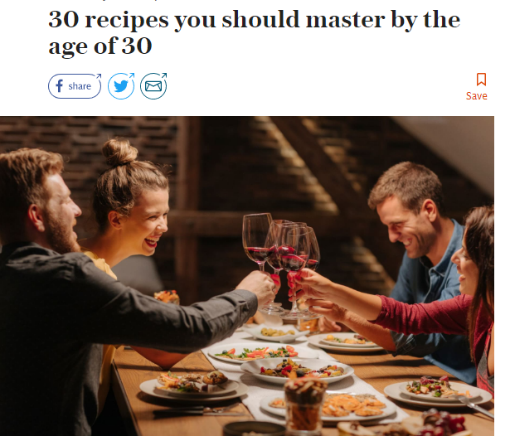 30 recipes you should master by the
age of 30
share
Save